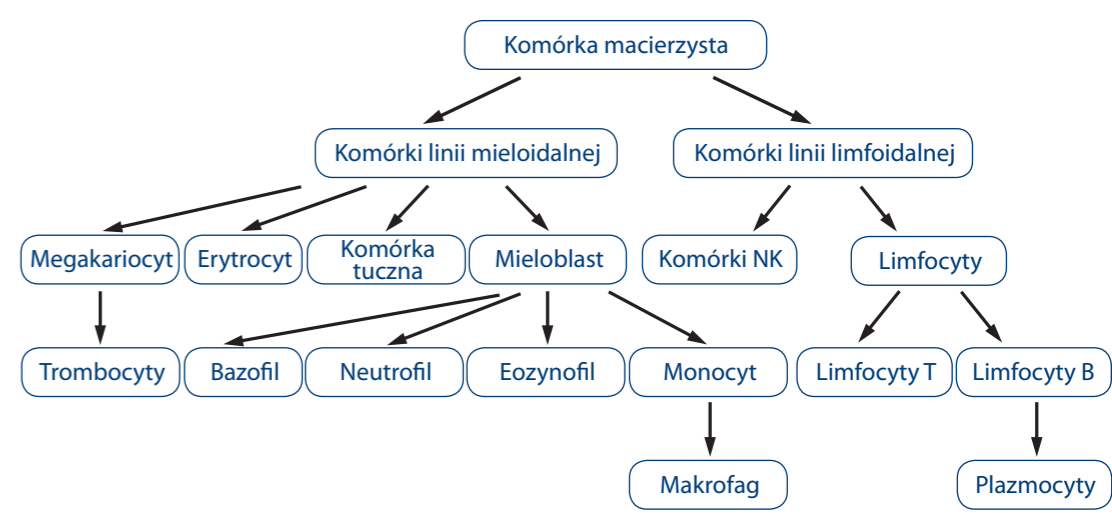 Komórka macierzysta
Komórki linii mieloidalnej
Komórki linii limfoidalnej
Megakariocyt
Erytrocyt
Komórka
tuczna
Mieloblast
Komórki NK
Limfocyty
Trombocyty
Bazofil
Neutrofil
Eozynofil
Monocyt
Limfocyty T
Limfocyty B
Makrofag
Plazmocyty